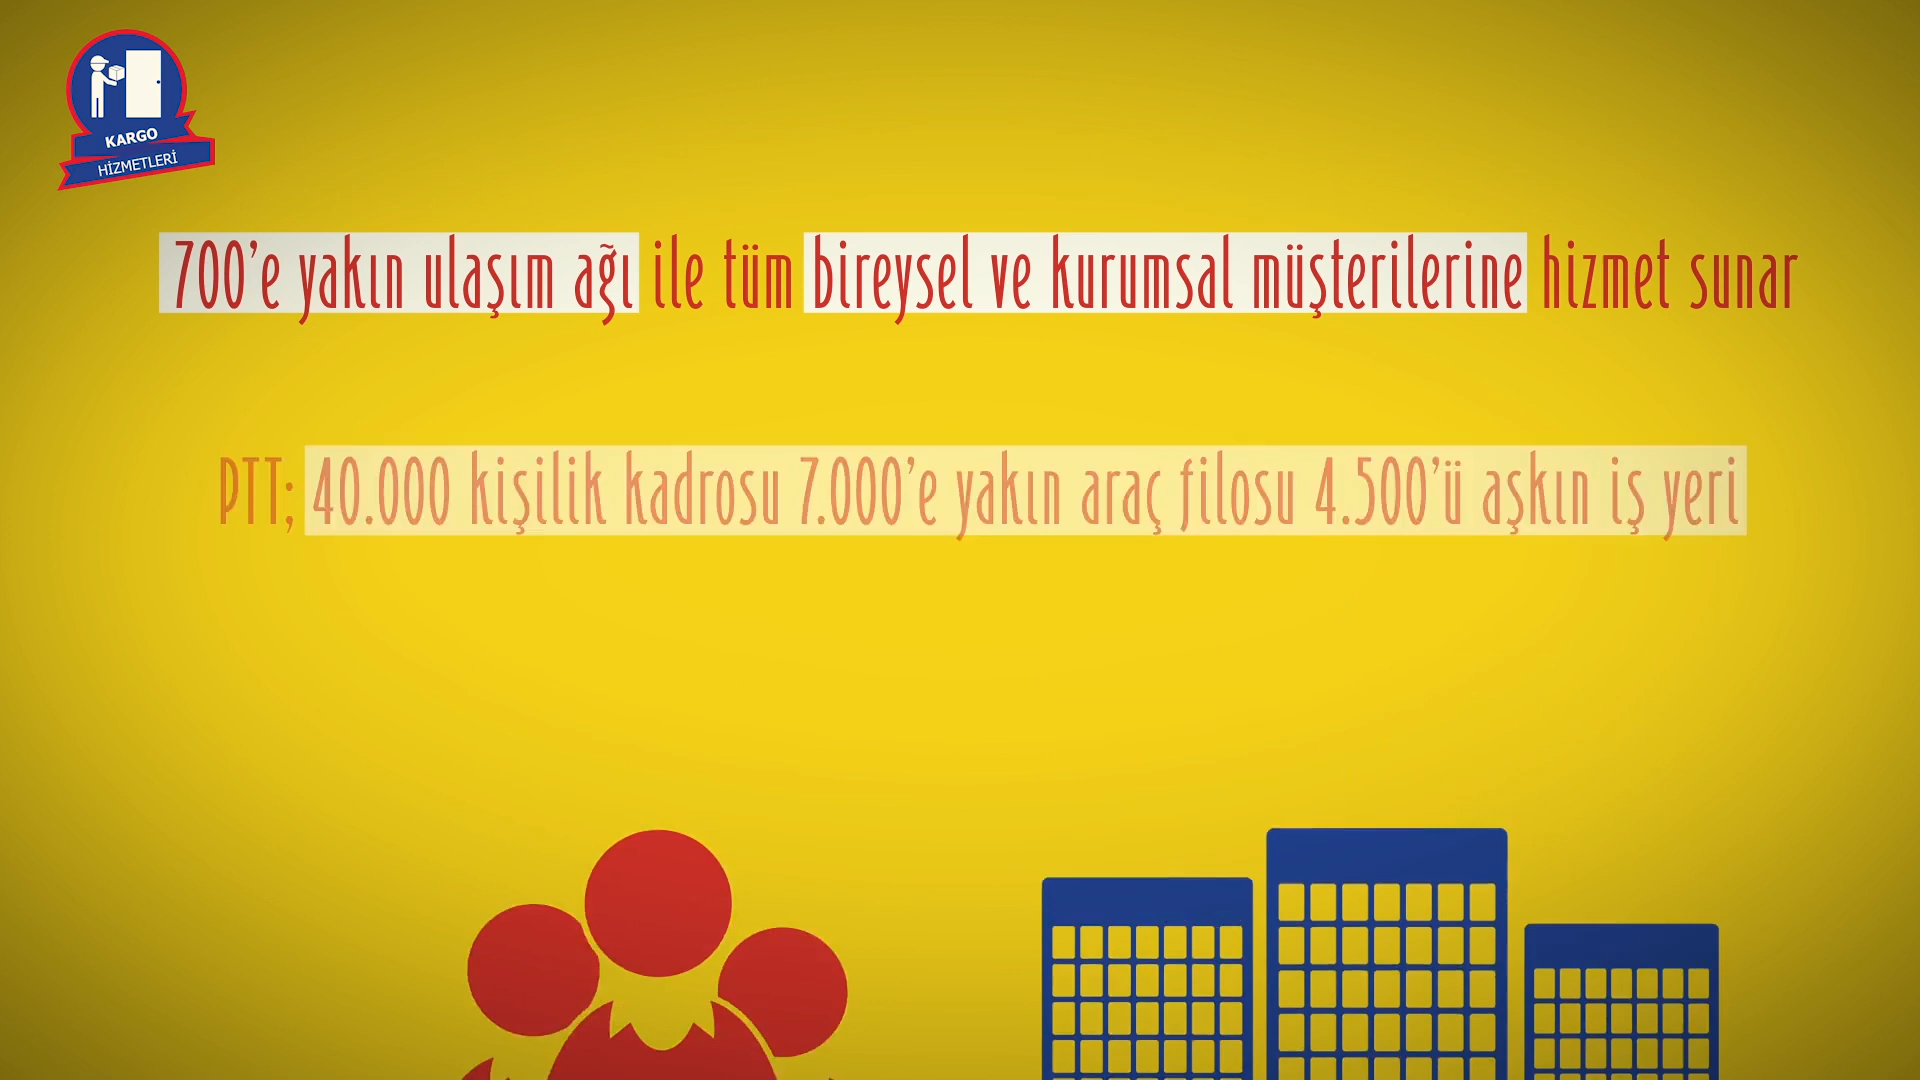 KARGO
HİZMETLERİ
700'e yakın ulaşım ağı ile tüm bireysel ve kurumsal müşterilerine hizmet sunar
PTT; 40.000 kişilik kadrosu 7.000'e yakın araç filosu 4.500'ü aşkın iş yeri